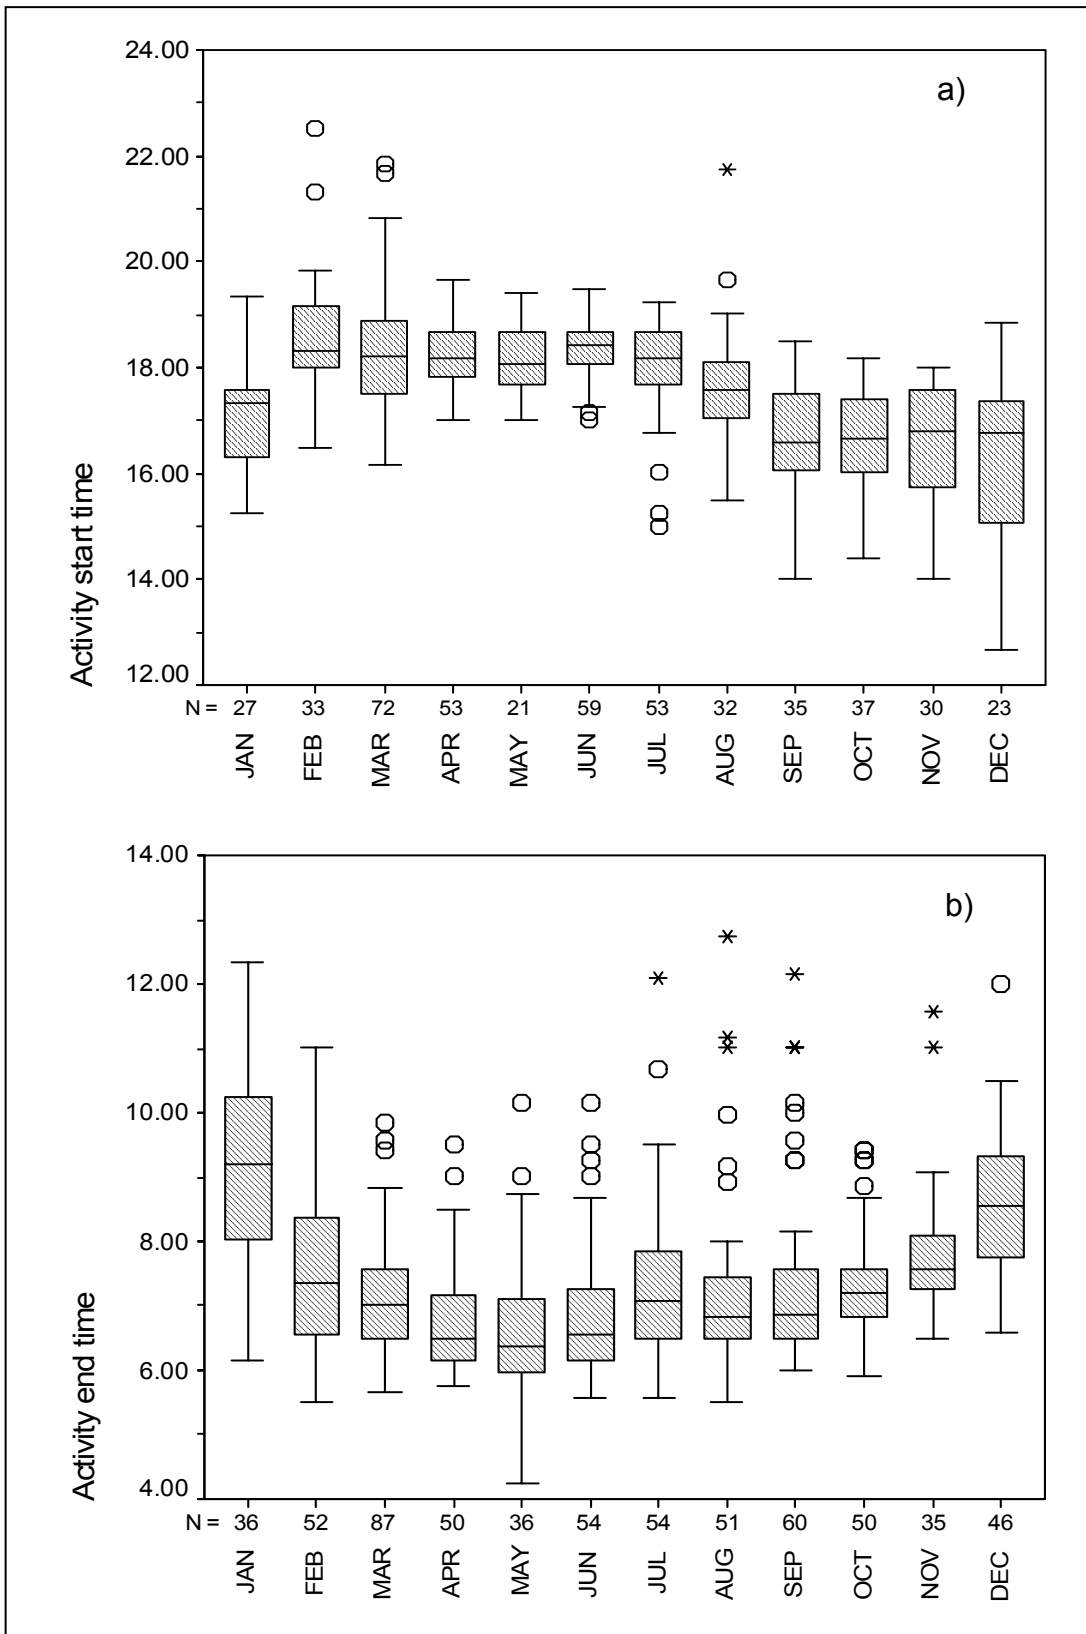 a)
24.00
22.00
20.00
18.00
16.00
14.00
12.00
Activity start time
N = 27 33 72 53 21 59 53 32 35 37 30 23
JAN FEB MAR APR MAY JUN JUL AUG SEP OCT NOV DEC
b)
14.00
12.00
10.00
8.00
6.00
4.00
Activity end time
N = 36 52 87 50 36 54 54 51 60 50 35 46
JAN FEB MAR APR MAY JUN JUL AUG SEP OCT NOV DEC